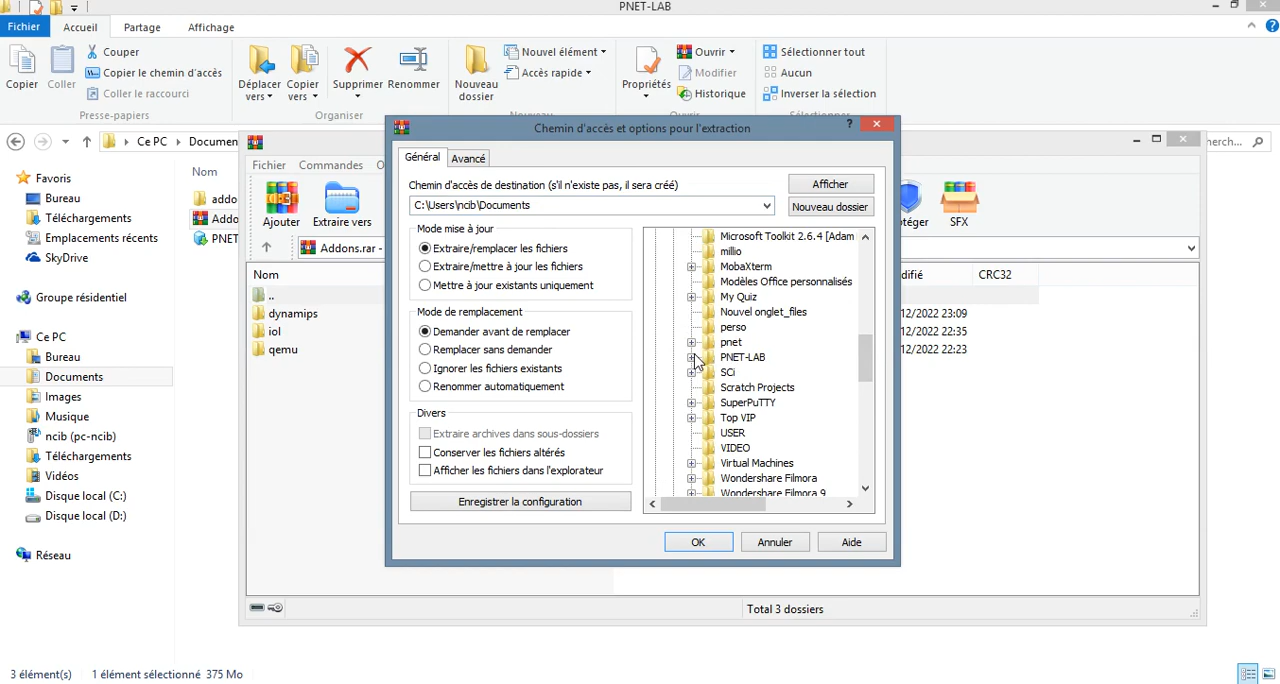 PNET-LAB
Fichier Accueil Partage Affichage
Copier
Coller
Couper
Copier le chemin d'accès
Coller le raccourci
Presse-papiers
Déplacer vers
Copier vers
Supprimer
Renommer
Organiser
Nouveau dossier
Nouvel élément
Accès rapide
Propriétés
Ouvrir
Modifier
Historique
Sélectionner tout
Aucun
Inverser la sélection
Ce PC Documen
Favoris
Bureau
Téléchargements
Emplacements récents
SkyDrive
Groupe résidentiel
Ce PC
Bureau
Documents
Images
Musique
ncib (pc-ncib)
Téléchargements
Vidéos
Disque local (C:)
Disque local (D:)
Réseau
Nom
addo
Addo
PNET
Fichier Commandes O
Ajouter
Extraire vers
téger
SFX
Addons.rar -
Nom
difié
CRC32
..
dynamips
iol
qemu
12/2022 23:09
12/2022 22:35
12/2022 22:23
Total 3 dossiers
Chemin d'accès et options pour l'extraction
?
Général Avancé
Chemin d'accès de destination (s'il n'existe pas, il sera créé)
C:\Users\ncib\Documents
Afficher
Nouveau dossier
Mode mise à jour
Extraire/remplacer les fichiers
Extraire/mettre à jour les fichiers
Mettre à jour existants uniquement
Mode de remplacement
Demander avant de remplacer
Remplacer sans demander
Ignorer les fichiers existants
Renommer automatiquement
Divers
Extraire archives dans sous-dossiers
Conserver les fichiers altérés
Afficher les fichiers dans l'explorateur
Enregistrer la configuration
Microsoft Toolkit 2.6.4 [Adam
millio
MobaXterm
Modèles Office personnalisés
My Quiz
Nouvel onglet_files
perso
pnet
PNET-LAB
SCi
Scratch Projects
SuperPuTTY
Top VIP
USER
VIDEO
Virtual Machines
Wondershare Filmora
Wondershare Filmora 9
OK
Annuler
Aide
3 élément(s) 1 élément sélectionné 375 Mo